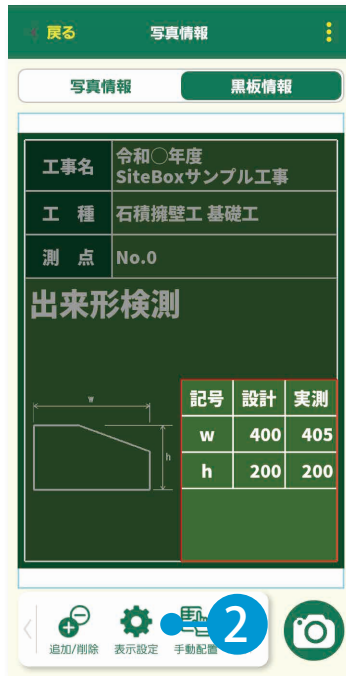 戻る 写真情報
写真情報 黒板情報
工事名 令和○年度
SiteBoxサンプル工事
工 種 石積擁壁工 基礎工
測 点 No.0
出来形検測
w
h
記号 設計 実測
w 400 405
h 200 200
追加/削除 表示設定 手動配置
2